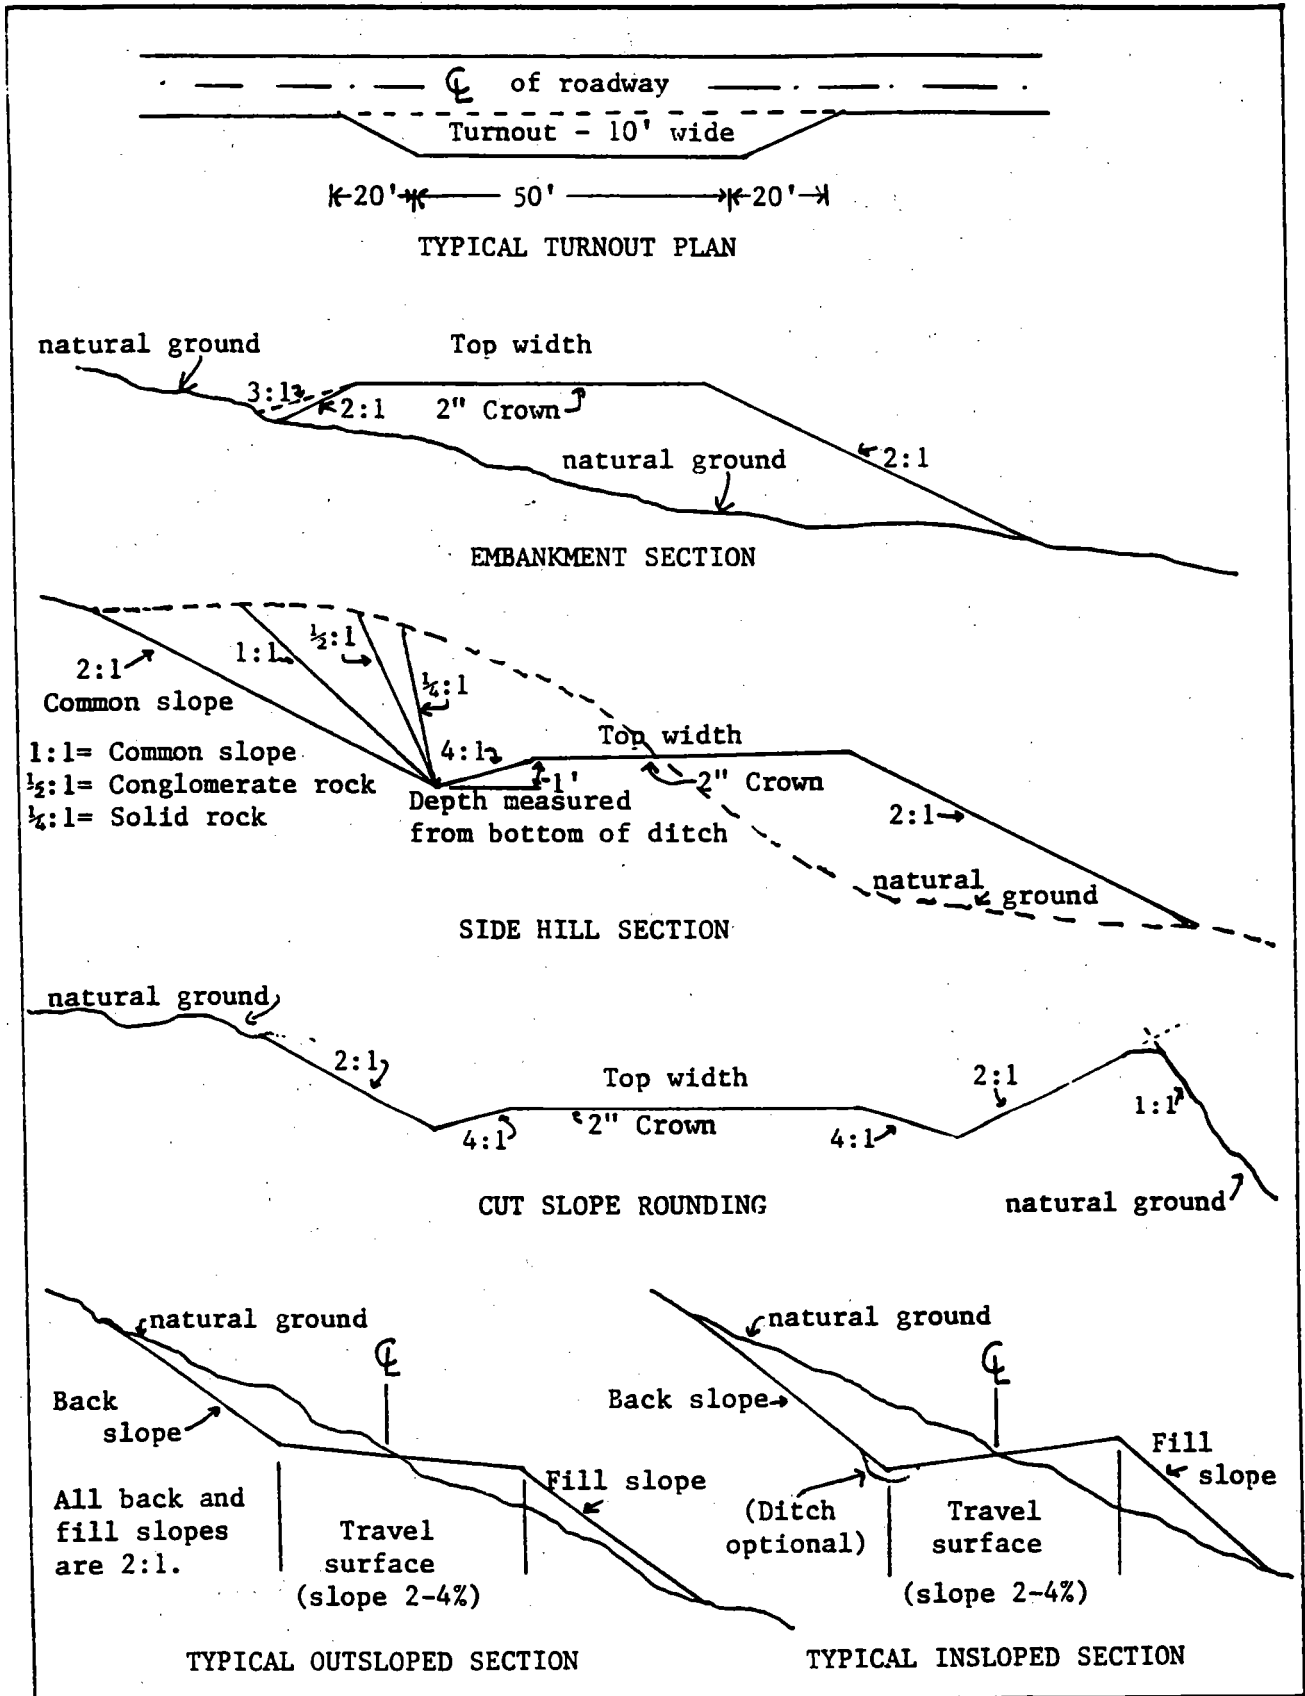 ℄ of roadway
Turnout - 10' wide
20' 50' 20'
TYPICAL TURNOUT PLAN
natural ground
Top width
3:1
2:1
2" Crown
natural ground
2:1
EMBANKMENT SECTION
2:1
Common slope
1:1
½:1
¼:1
1:1= Common slope
½:1= Conglomerate rock
¼:1= Solid rock
4:1
Top width
1'
2" Crown
Depth measured
from bottom of ditch
2:1
natural ground
SIDE HILL SECTION
natural ground
2:1
4:1
Top width
2" Crown
4:1
2:1
1:1
natural ground
CUT SLOPE ROUNDING
natural ground
℄
Back
slope
Fill slope
All back and
fill slopes
are 2:1.
Travel
surface
(slope 2-4%)
TYPICAL OUTSLOPED SECTION
natural ground
℄
Back slope
Fill
slope
(Ditch
optional)
Travel
surface
(slope 2-4%)
TYPICAL INSLOPED SECTION